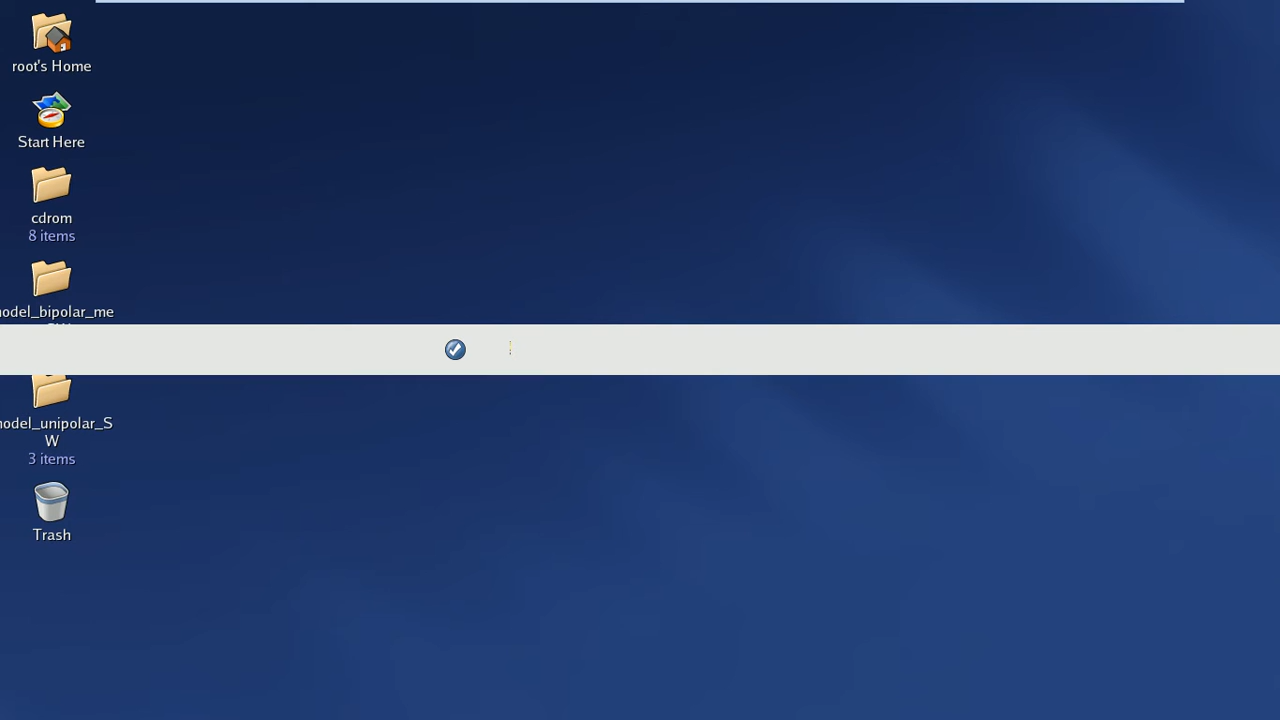 root's Home
Start Here
cdrom
8 items
nodel_bipolar_me
nodel_unipolar_S
W
3 items
Trash